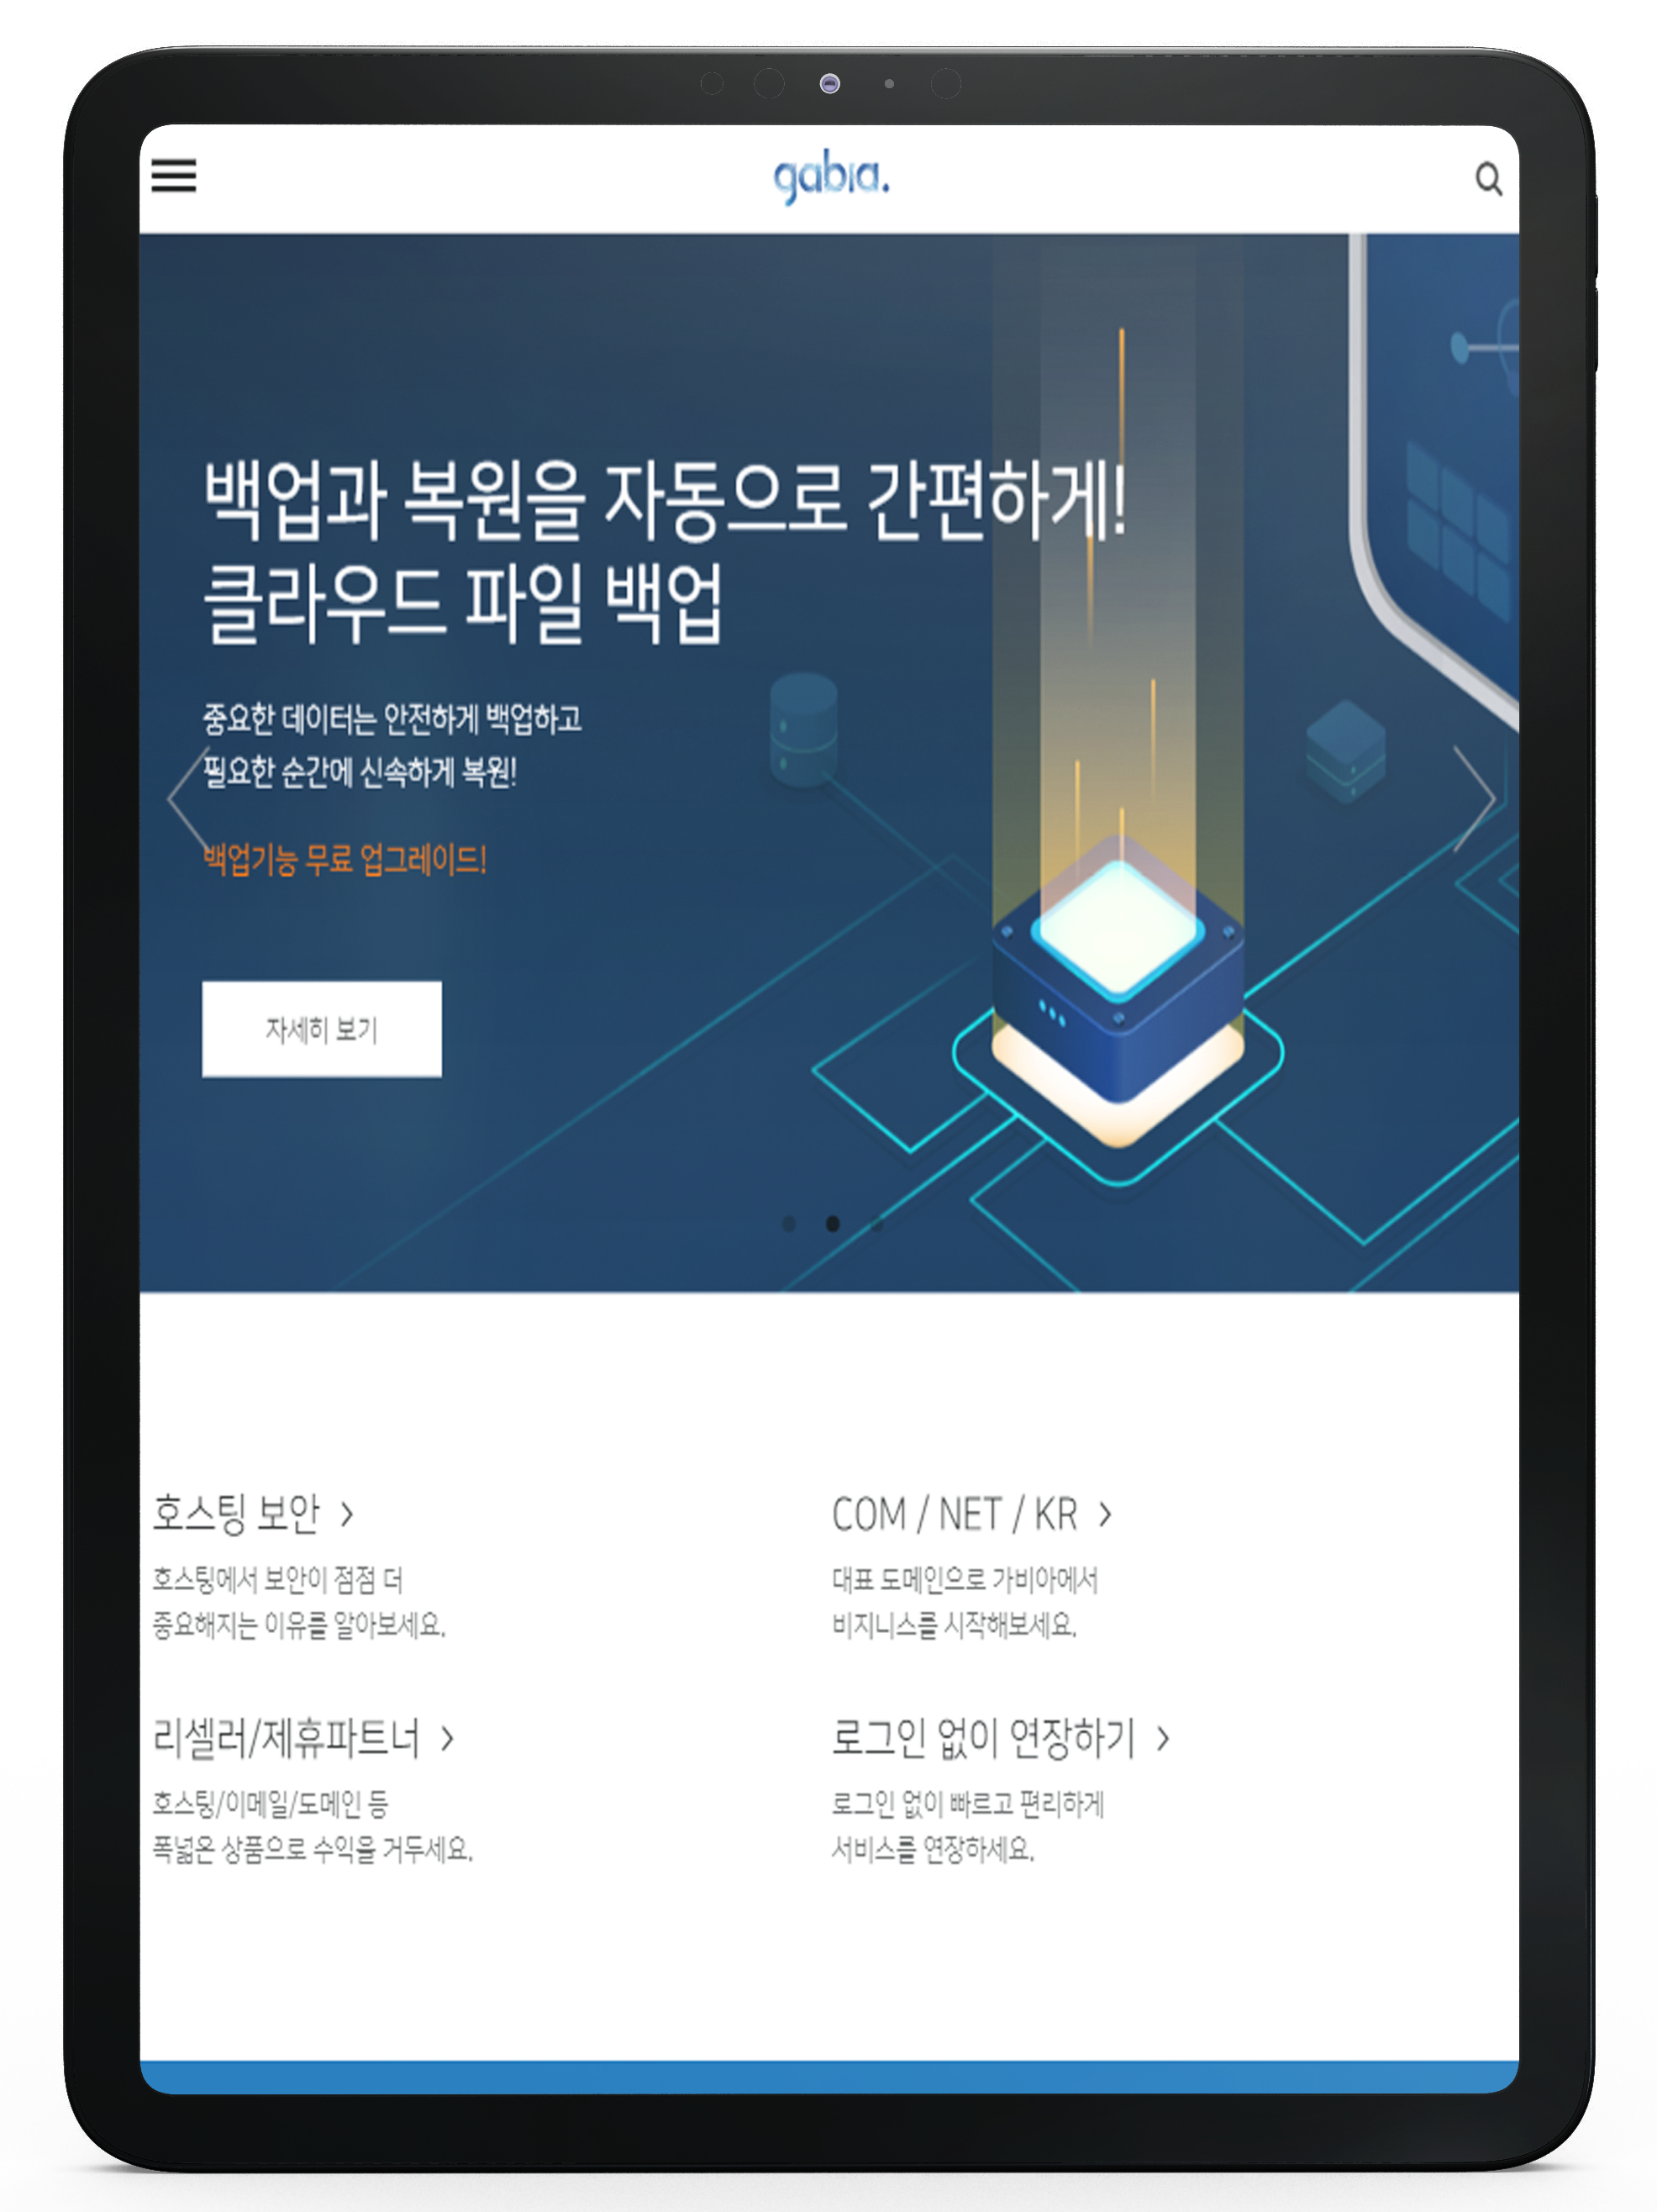 gabia.
백업과 복원을 자동으로 간편하게!
클라우드 파일 백업
중요한 데이터는 안전하게 백업하고
필요한 순간에 신속하게 복원!
백업기능 무료 업그레이드!
자세히 보기
호스팅 보안 >
호스팅에서 보안이 점점 더
중요해지는 이유를 알아보세요.
COM / NET / KR >
대표 도메인으로 가비아에서
비지니스를 시작해보세요.
리셀러/제휴파트너 >
호스팅/이메일/도메인 등
폭넓은 상품으로 수익을 거두세요.
로그인 없이 연장하기 >
로그인 없이 빠르고 편리하게
서비스를 연장하세요.